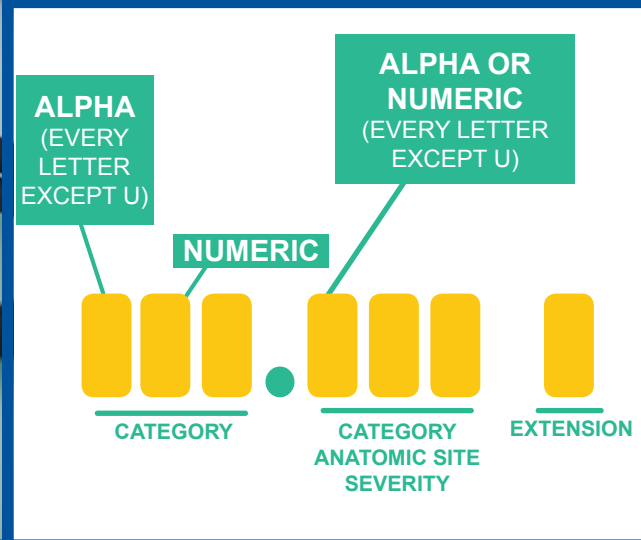 ALPHA
(EVERY
LETTER
EXCEPT U)
ALPHA OR
NUMERIC
(EVERY LETTER
EXCEPT U)
NUMERIC
CATEGORY
CATEGORY
ANATOMIC SITE
SEVERITY
EXTENSION